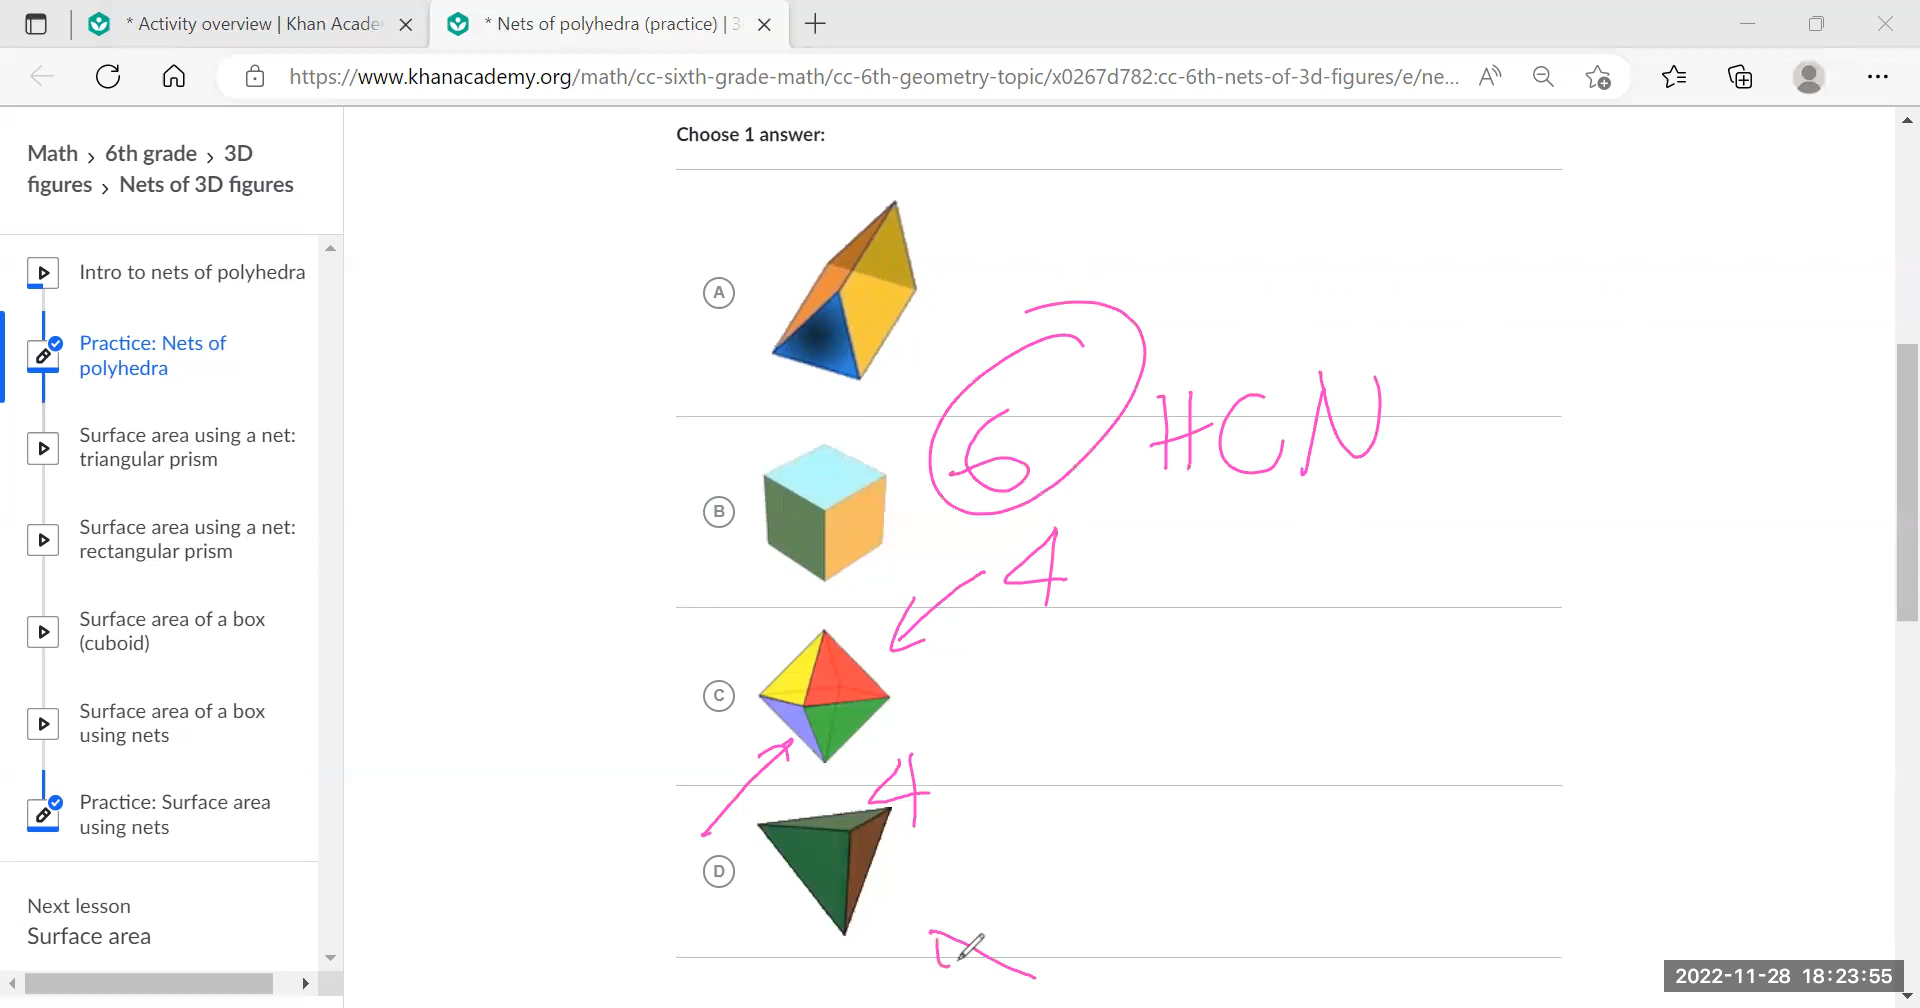 * Activity overview | Khan Acade
* Nets of polyhedra (practice) | 3
https://www.khanacademy.org/math/cc-sixth-grade-math/cc-6th-geometry-topic/x0267d782:cc-6th-nets-of-3d-figures/e/ne...
Math › 6th grade › 3D
figures › Nets of 3D figures
Intro to nets of polyhedra
Practice: Nets of
polyhedra
Surface area using a net:
triangular prism
Surface area using a net:
rectangular prism
Surface area of a box
(cuboid)
Surface area of a box
using nets
Practice: Surface area
using nets
Next lesson
Surface area
Choose 1 answer:
A
B
6 HCN
4
C
4
D
2022-11-28 18:23:55